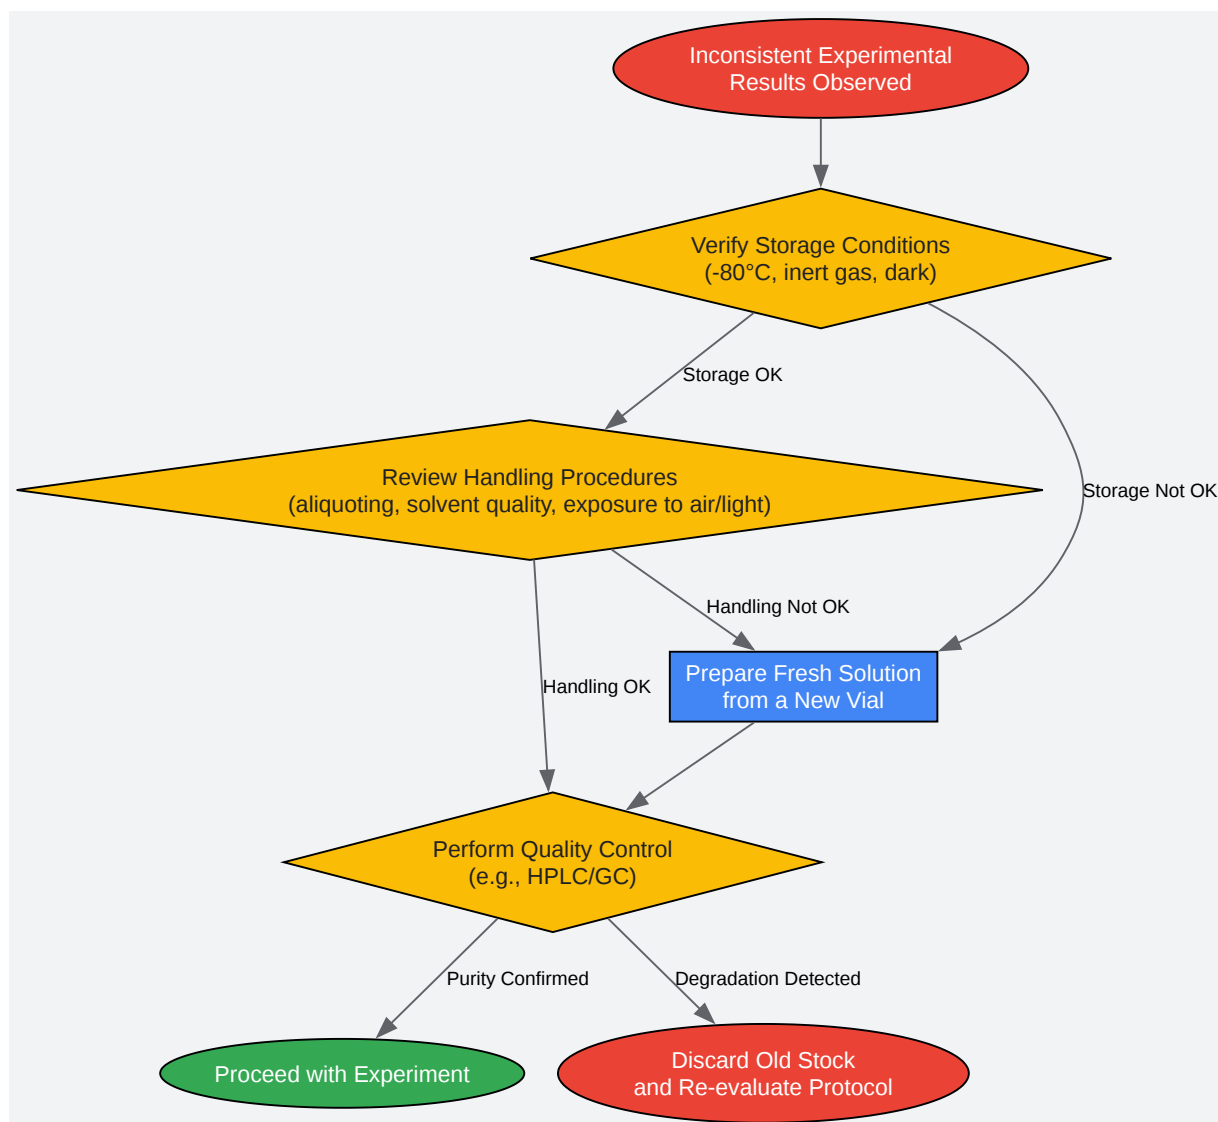 Inconsistent Experimental
Results Observed
Verify Storage Conditions
(-80°C, inert gas, dark)
Storage OK
Review Handling Procedures
(aliquoting, solvent quality, exposure to air/light)
Storage Not OK
Handling Not OK
Prepare Fresh Solution
from a New Vial
Handling OK
Perform Quality Control
(e.g., HPLC/GC)
Purity Confirmed
Degradation Detected
Proceed with Experiment
Discard Old Stock
and Re-evaluate Protocol